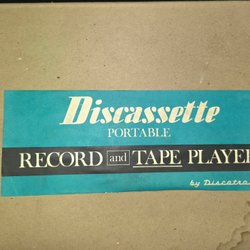 Discassette
PORTABLE
RECORD and TAPE PLAYER
by